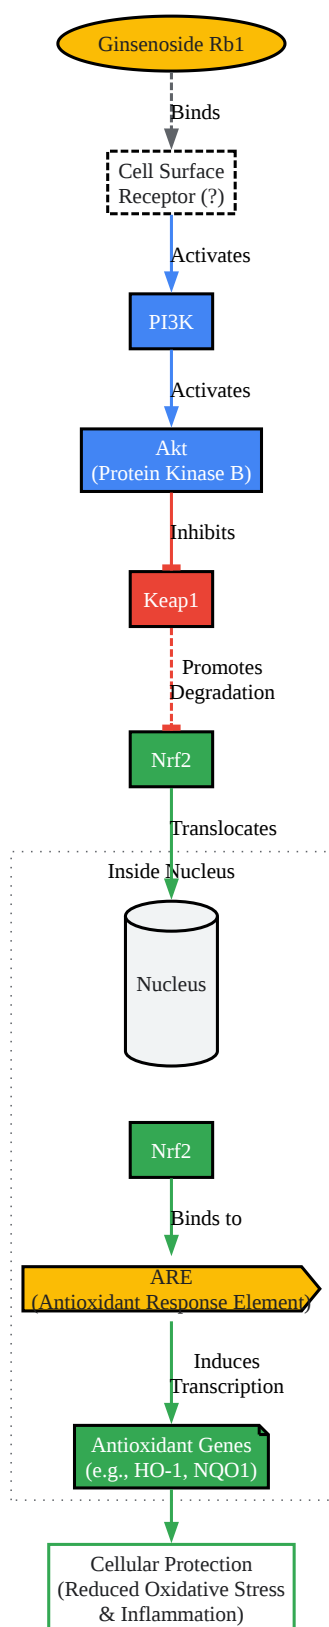 Ginsenoside Rb1
Binds
Cell Surface
Receptor (?)
Activates
PI3K
Activates
Akt
(Protein Kinase B)
Inhibits
Keap1
Promotes
Degradation
Nrf2
Translocates
Inside Nucleus
Nucleus
Nrf2
Binds to
ARE
(Antioxidant Response Element)
Induces
Transcription
Antioxidant Genes
(e.g., HO-1, NQO1)
Cellular Protection
(Reduced Oxidative Stress
& Inflammation)